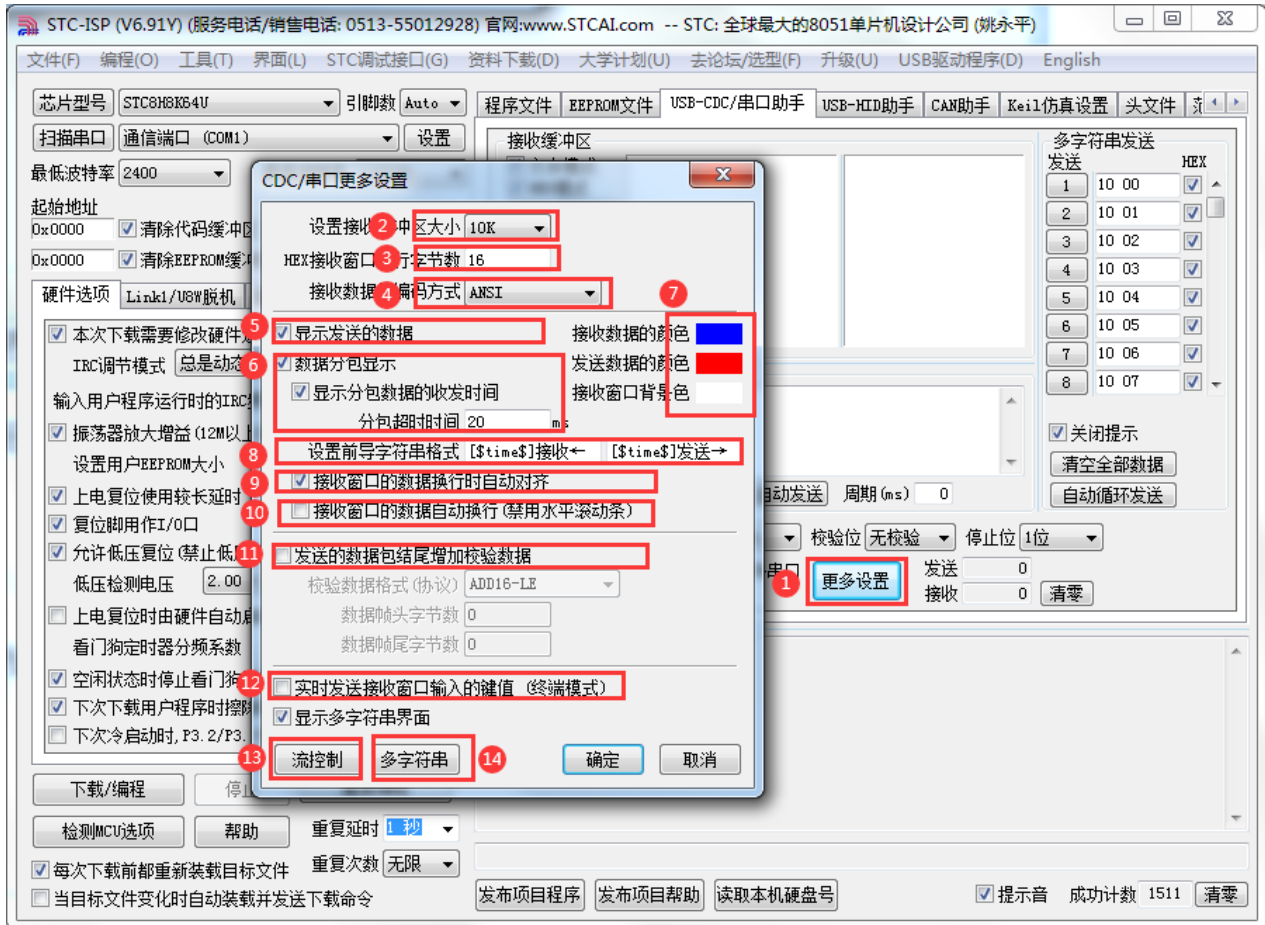 STC-ISP (V6.91Y) (服务电话/销售电话: 0513-55012928) 官网:www.STCAI.com -- STC: 全球最大的8051单片机设计公司 (姚永平)
文件(F) 编程(O) 工具(T) 界面(L) STC调试接口(G) 资料下载(D) 大学计划(U) 去论坛/选型(F) 升级(U) USB驱动程序(D) English
芯片型号 STC8H8K64U 引脚数 Auto
扫描串口 通信端口 (COM1) 设置
最低波特率 2400
起始地址
0x0000 清除代码缓冲区
0x0000 清除EEPROM缓冲
硬件选项 Link1/U8W脱机
本次下载需要修改硬件
IRC调节模式 总是动态
输入用户程序运行时的IRC
振荡器放大增益(12M以上
设置用户EEPROM大小
上电复位使用较长延时
复位脚用作I/O口
允许低压复位(禁止低
低压检测电压 2.00
上电复位时由硬件自动
看门狗定时器分频系数
空闲状态时停止看门狗
下次下载用户程序时擦除
下次冷启动时,P3.2/P3.
下载/编程 停
检测MCU选项 帮助 重复延时 1 秒
每次下载前都重新装载目标文件 重复次数 无限
当目标文件变化时自动装载并发送下载命令
程序文件 EEPROM文件 USB-CDC/串口助手 USB-HID助手 CAN助手 Keil仿真设置 头文件
接收缓冲区
多字符串发送
发送 HEX
1 10 00
2 10 01
3 10 02
4 10 03
5 10 04
6 10 05
7 10 06
8 10 07
关闭提示
清空全部数据
自动发送 周期(ms) 0 自动循环发送
校验位 无校验 停止位 1位
串口 1 更多设置 发送 0
接收 0 清零
CDC/串口更多设置
设置接收 2 冲区大小 10K
HEX接收窗口 3 行字节数 16
接收数据 4 编码方式 ANSI 7
5 显示发送的数据 接收数据的颜色
6 数据分包显示 发送数据的颜色
显示分包数据的收发时间 接收窗口背景色
分包超时时间 20 ms
8 设置前导字符串格式 [$time$]接收← [$time$]发送→
9 接收窗口的数据换行时自动对齐
10 接收窗口的数据自动换行(禁用水平滚动条)
11 发送的数据包结尾增加校验数据
校验数据格式(协议) ADD16-LE
数据帧头字节数 0
数据帧尾字节数 0
12 实时发送接收窗口输入的键值 (终端模式)
显示多字符串界面
13 流控制 多字符串 14 确定 取消
发布项目程序 发布项目帮助 读取本机硬盘号 提示音 成功计数 1511 清零